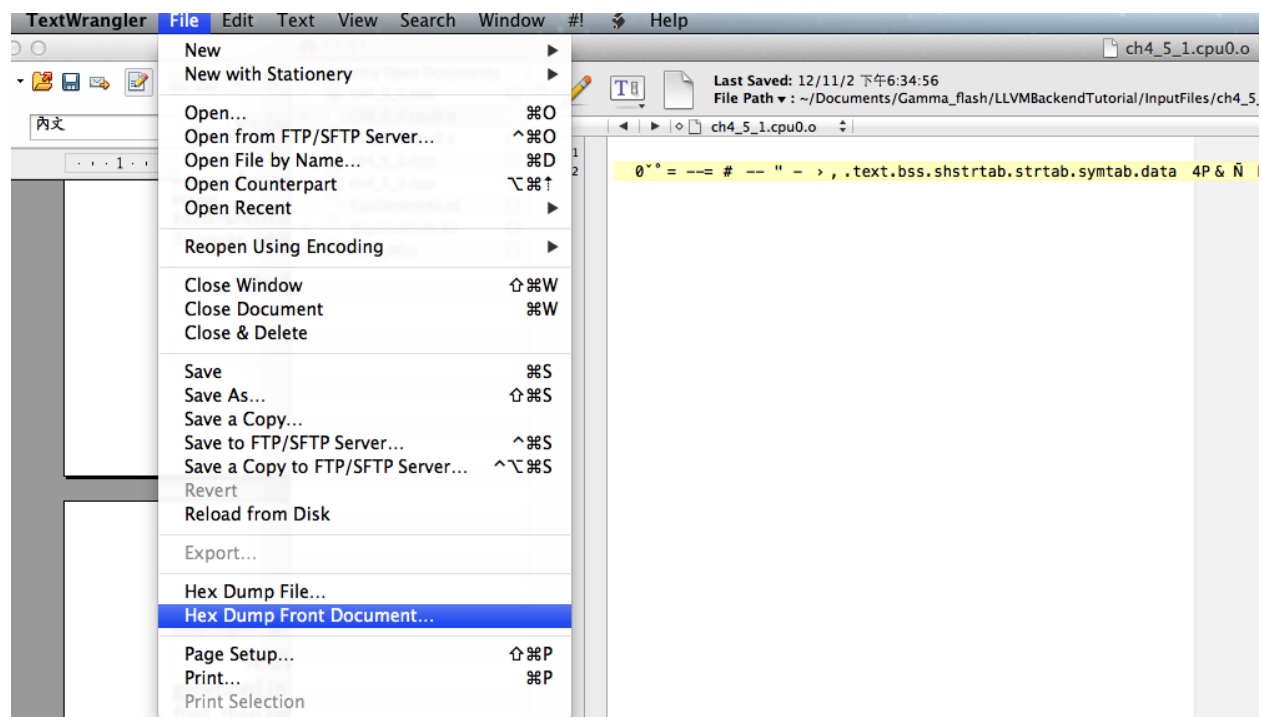 TextWrangler File Edit Text View Search Window #! Help
ch4_5_1.cpu0.o
Last Saved: 12/11/2 下午6:34:56
File Path ▾ : ~/Documents/Gamma_flash/LLVMBackendTutorial/InputFiles/ch4_5_
內文
ch4_5_1.cpu0.o
1
1
2
0ˇ° = --= # -- " - › , .text.bss.shstrtab.strtab.symtab.data 4P & Ñ
New ▶
New with Stationery ▶
Open... ⌘O
Open from FTP/SFTP Server... ^⌘O
Open File by Name... ⌘D
Open Counterpart ⌥⌘↑
Open Recent ▶
Reopen Using Encoding ▶
Close Window ⇧⌘W
Close Document ⌘W
Close & Delete
Save ⌘S
Save As... ⇧⌘S
Save a Copy...
Save to FTP/SFTP Server... ^⌘S
Save a Copy to FTP/SFTP Server... ^⌥⌘S
Revert
Reload from Disk
Export...
Hex Dump File...
Hex Dump Front Document...
Page Setup... ⇧⌘P
Print... ⌘P
Print Selection